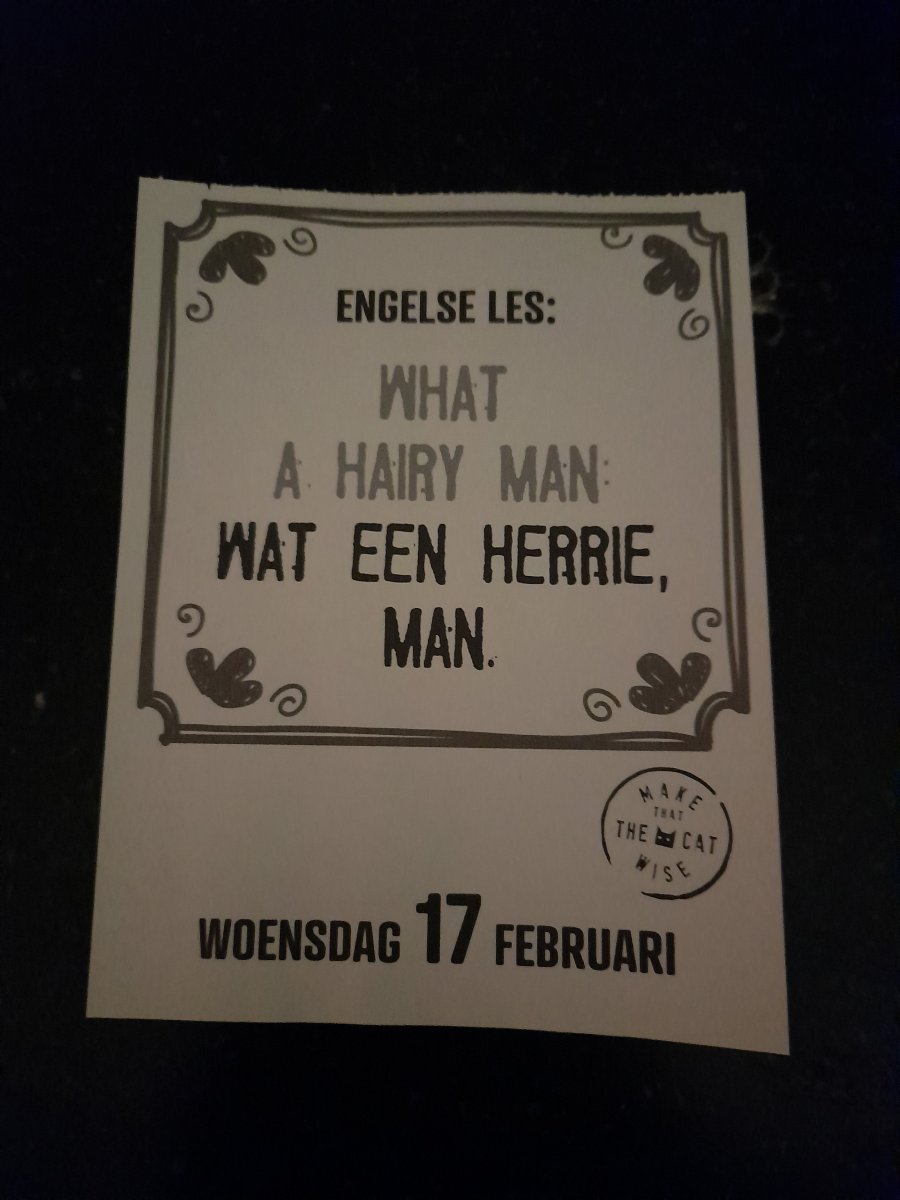 ENGELSE LES:
WHAT
A HAIRY MAN:
WAT EEN HERRIE,
MAN.
MAKE
THAT
THE CAT
WISE
WOENSDAG 17 FEBRUARI